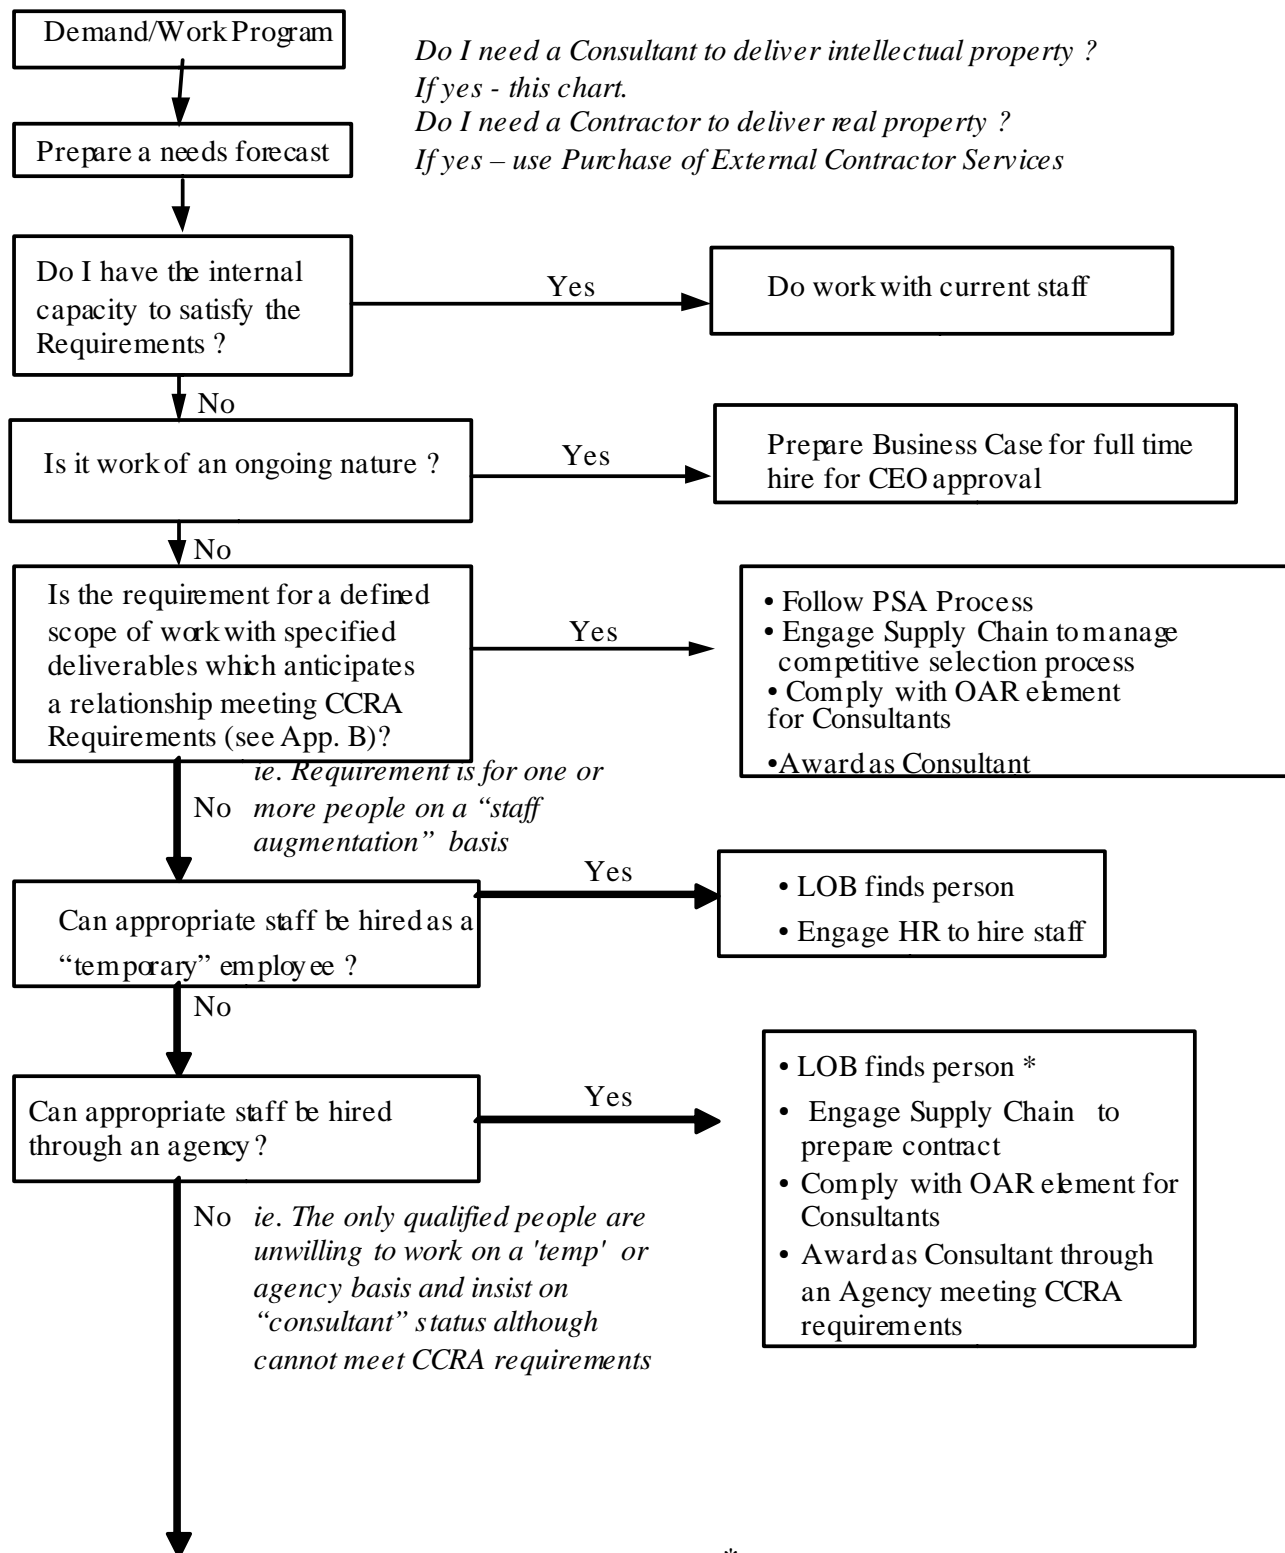 Demand/Work Program
Do I need a Consultant to deliver intellectual property ?
If yes - this chart.
Do I need a Contractor to deliver real property ?
If yes – use Purchase of External Contractor Services
Prepare a needs forecast
Do I have the internal
capacity to satisfy the
Requirements ?
Yes
Do work with current staff
No
Is it work of an ongoing nature ?
Yes
Prepare Business Case for full time
hire for CEO approval
No
Is the requirement for a defined
scope of work with specified
deliverables which anticipates
a relationship meeting CCRA
Requirements (see App. B)?
Yes
• Follow PSA Process
• Engage Supply Chain to manage
competitive selection process
• Comply with OAR element
for Consultants
•Award as Consultant
No
ie. Requirement is for one or
more people on a “staff
augmentation” basis
Can appropriate staff be hired as a
“temporary” employee ?
Yes
• LOB finds person
• Engage HR to hire staff
No
Can appropriate staff be hired
through an agency ?
Yes
• LOB finds person *
• Engage Supply Chain to
prepare contract
• Comply with OAR element for
Consultants
• Award as Consultant through
an Agency meeting CCRA
requirements
No
ie. The only qualified people are
unwilling to work on a 'temp' or
agency basis and insist on
“consultant” status although
cannot meet CCRA requirements
*